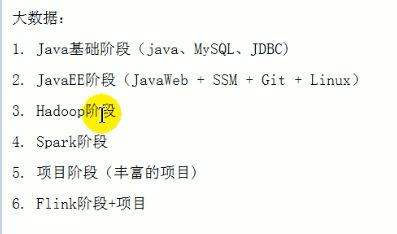 大数据：
1. Java基础阶段（java、MySQL、JDBC)
2. JavaEE阶段（JavaWeb + SSM + Git + Linux）
3. Hadoop阶段
4. Spark阶段
5. 项目阶段（丰富的项目)
6. Flink阶段+项目